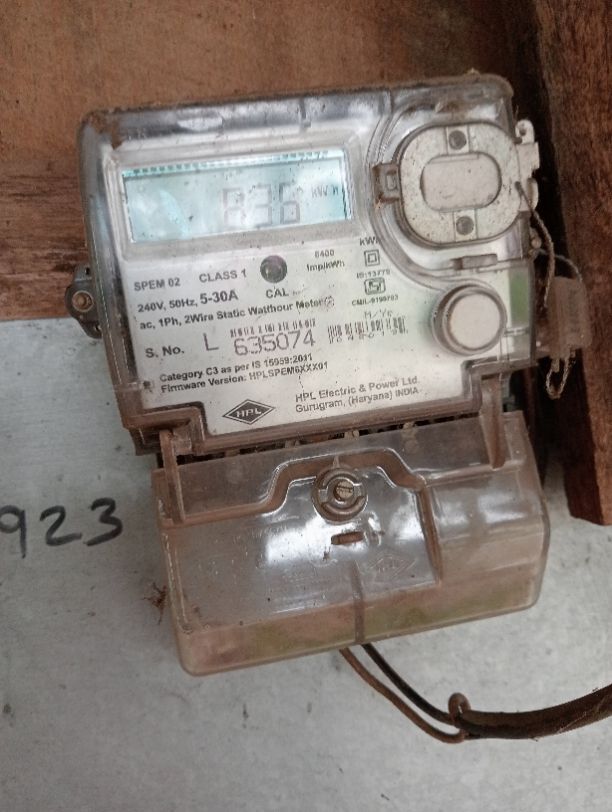 kWh
SPEM 02 CLASS 1 6400 imp/kWh
240V, 50Hz, 5-30A CAL
ac, 1Ph, 2Wire Static Watthour Meter
IS:13779
S. No. L 635074
Category C3 as per IS 15959:2011
Firmware Version: HPLSPEM6XXX01
HPL
HPL Electric & Power Ltd.
Gurugram, (Haryana) INDIA
923